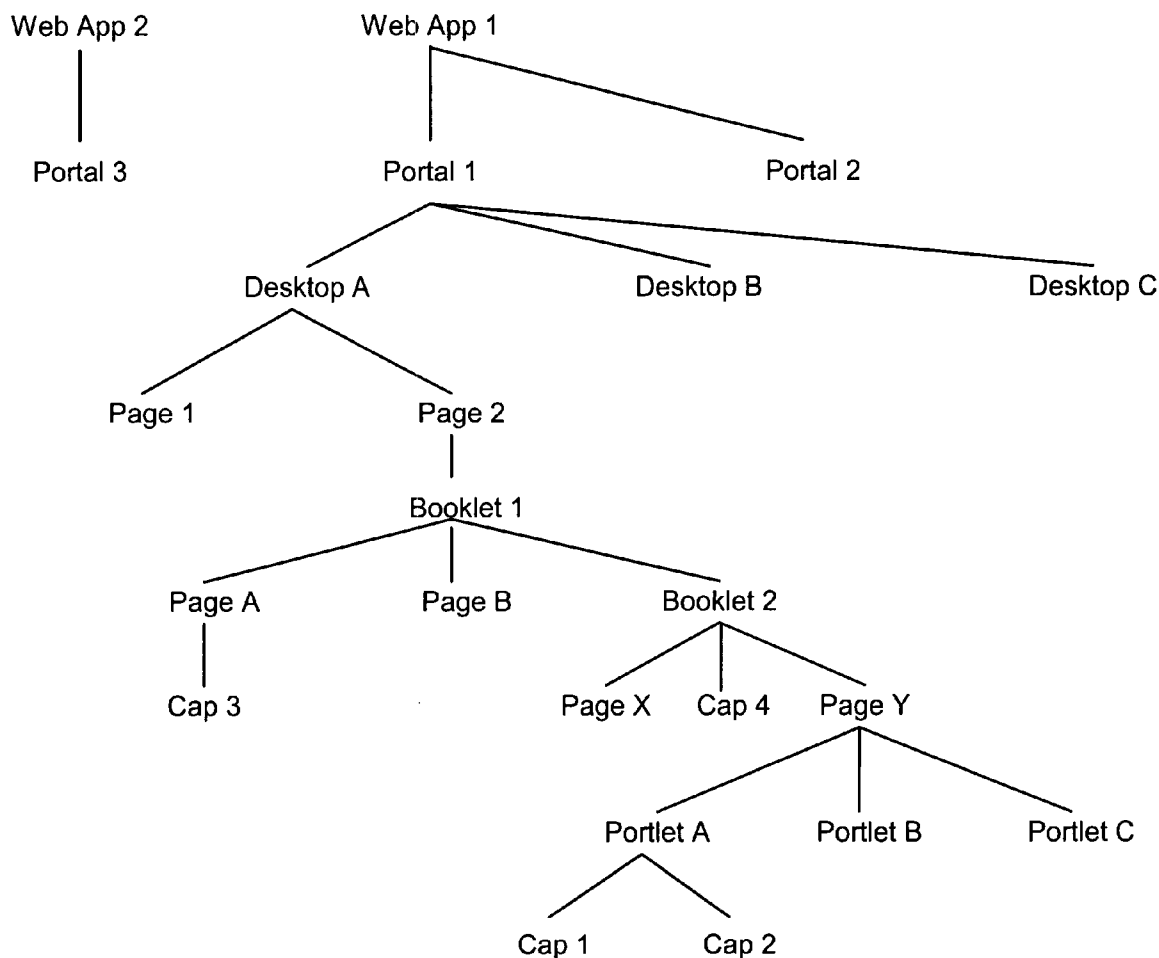 Web App 2 Web App 1
Portal 3 Portal 1 Portal 2
Desktop A Desktop B Desktop C
Page 1 Page 2
Booklet 1
Page A Page B Booklet 2
Cap 3 Page X Cap 4 Page Y
Portlet A Portlet B Portlet C
Cap 1 Cap 2